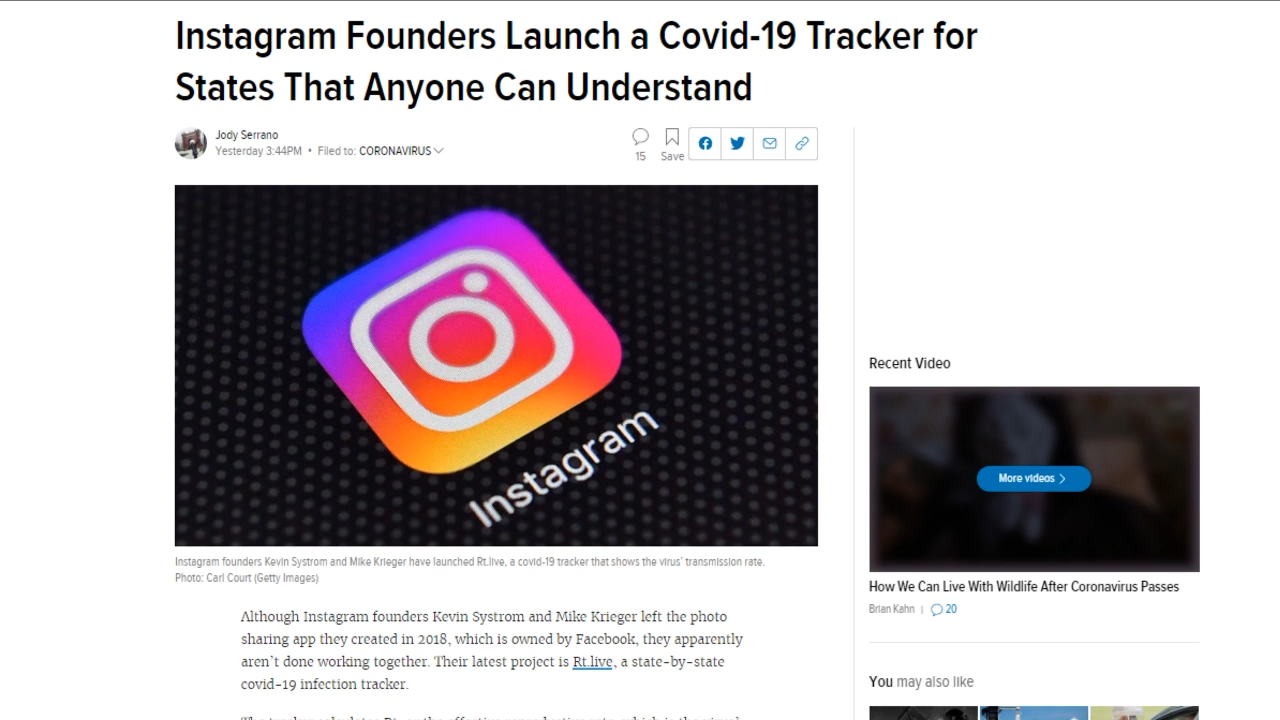 Instagram Founders Launch a Covid-19 Tracker for
States That Anyone Can Understand
Jody Serrano
Yesterday 3:44PM • Filed to: CORONAVIRUS
15
Save
Instagram
Instagram founders Kevin Systrom and Mike Krieger have launched Rt.live, a covid-19 tracker that shows the virus' transmission rate.
Photo: Carl Court (Getty Images)
Although Instagram founders Kevin Systrom and Mike Krieger left the photo
sharing app they created in 2018, which is owned by Facebook, they apparently
aren't done working together. Their latest project is Rt.live, a state-by-state
covid-19 infection tracker.
Recent Video
More videos
How We Can Live With Wildlife After Coronavirus Passes
Brian Kahn | 20
You may also like